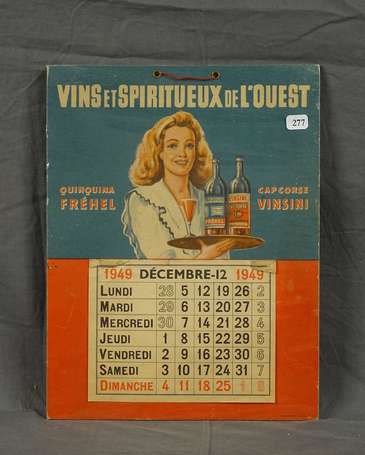 VINS ET SPIRITUEUX DE L'OUEST
277
QUINQUINA CAP CORSE
FRÉHEL VINSINI
1949 DÉCEMBRE-12 1949
LUNDI 28 5 12 19 26 2
MARDI 29 6 13 20 27 3
MERCREDI 30 7 14 21 28 4
JEUDI 1 8 15 22 29 5
VENDREDI 2 9 16 23 30 6
SAMEDI 3 10 17 24 31 7
DIMANCHE 4 11 18 25 1 8